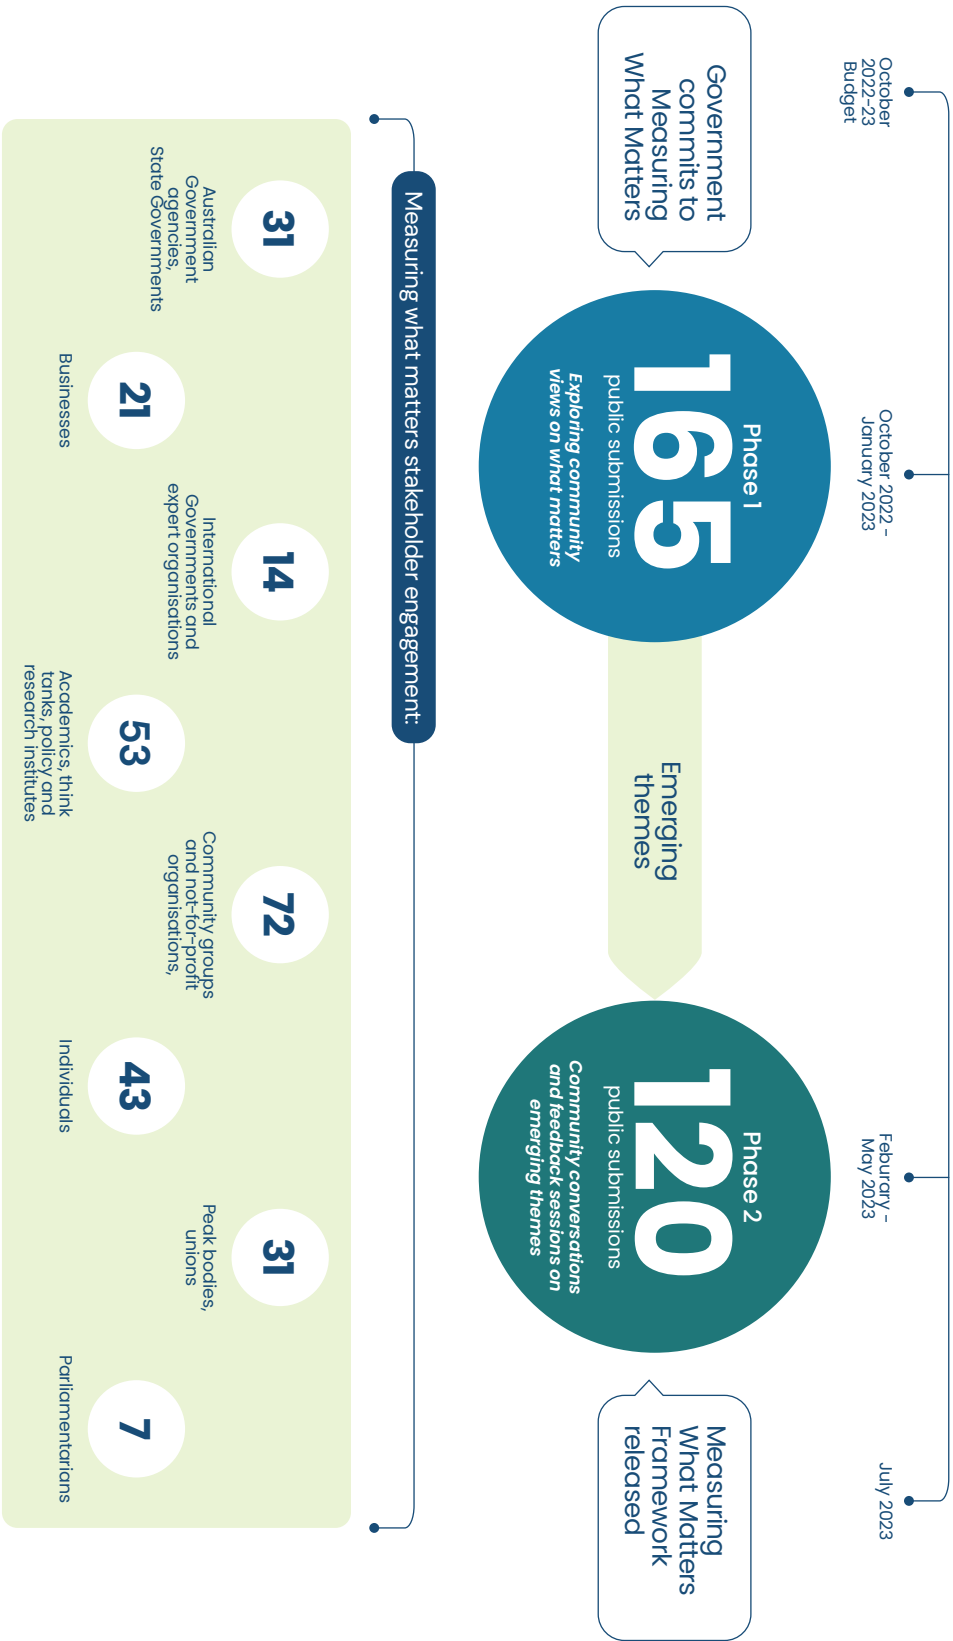 October
2022-23
Budget
October 2022 -
January 2023
Feburary -
May 2023
July 2023
Government
commits to
Measuring
What Matters
Phase 1
165
public submissions
Exploring community
views on what matters
Emerging
themes
Phase 2
120
public submissions
Community conversations
and feedback sessions on
emerging themes
Measuring
What Matters
Framework
released
Measuring what matters stakeholder engagement:
31
Australian
Government
agencies,
State Governments
21
Businesses
14
International
Governments and
expert organisations
53
Academics, think
tanks, policy and
research institutes
72
Community groups
and not-for-profit
organisations,
43
Individuals
31
Peak bodies,
unions
7
Parliamentarians